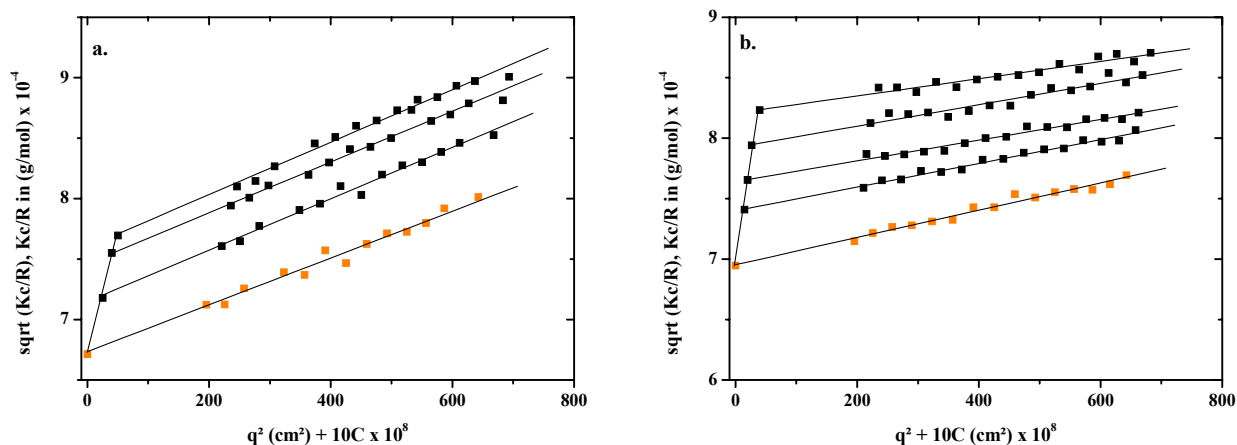 a.
9
8
7
sqrt (Kc/R), Kc/R in (g/mol) x 10⁻⁴
0 200 400 600 800
q² (cm²) + 10C x 10⁸
b.
9
8
7
6
sqrt (Kc/R), Kc/R in (g/mol) x 10⁻⁴
0 200 400 600 800
q² + 10C (cm²) x 10⁸